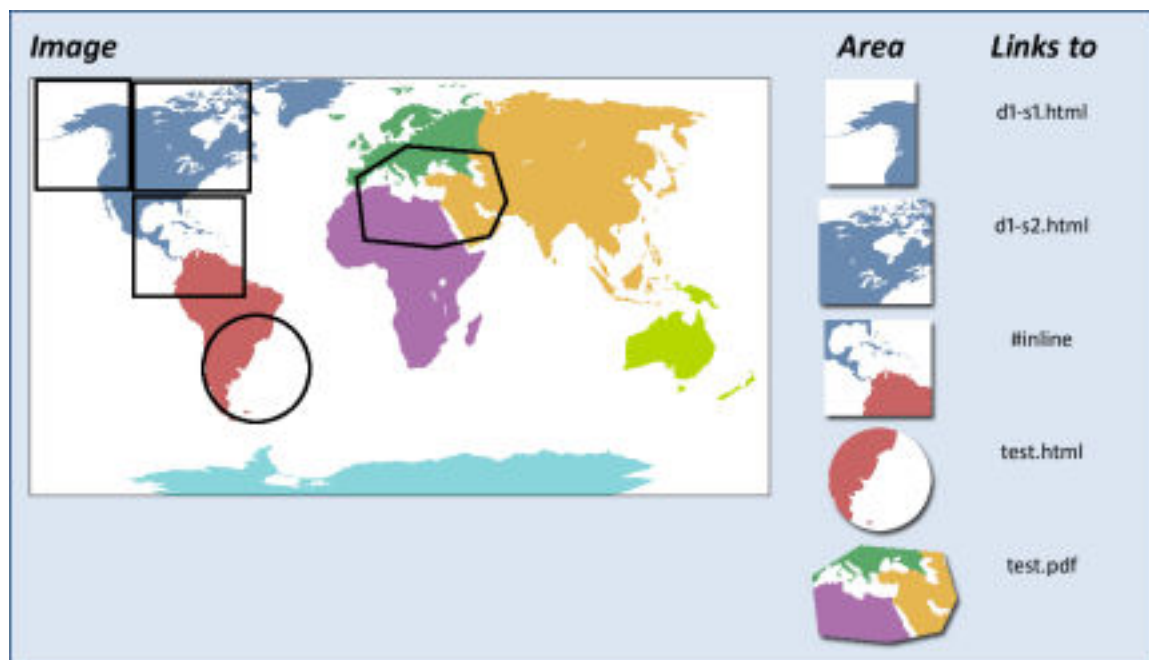 Image
Area
Links to
d1-s1.html
d1-s2.html
#inline
test.html
test.pdf